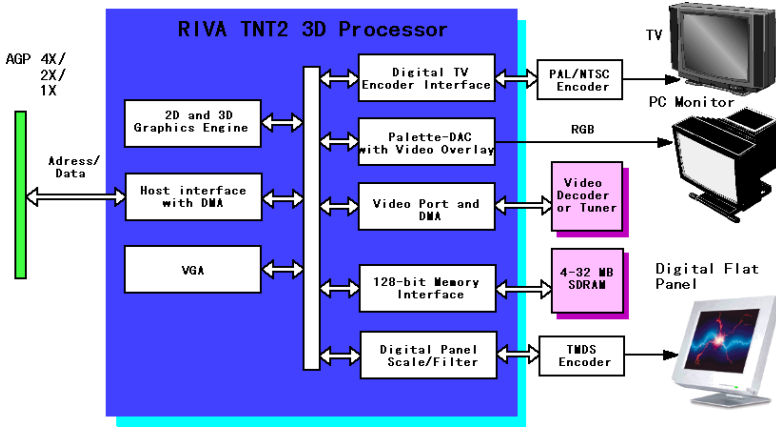 RIVA TNT2 3D Processor
AGP 4X/
2X/
1X
Adress/
Data
2D and 3D
Graphics Engine
Host interface
with DMA
VGA
Digital TV
Encoder Interface
Palette-DAC
with Video Overlay
Video Port and
DMA
128-bit Memory
Interface
Digital Panel
Scale/Filter
PAL/NTSC
Encoder
RGB
Video
Decoder
or Tuner
4-32 MB
SDRAM
TMDS
Encoder
TV
PC Monitor
Digital Flat
Panel